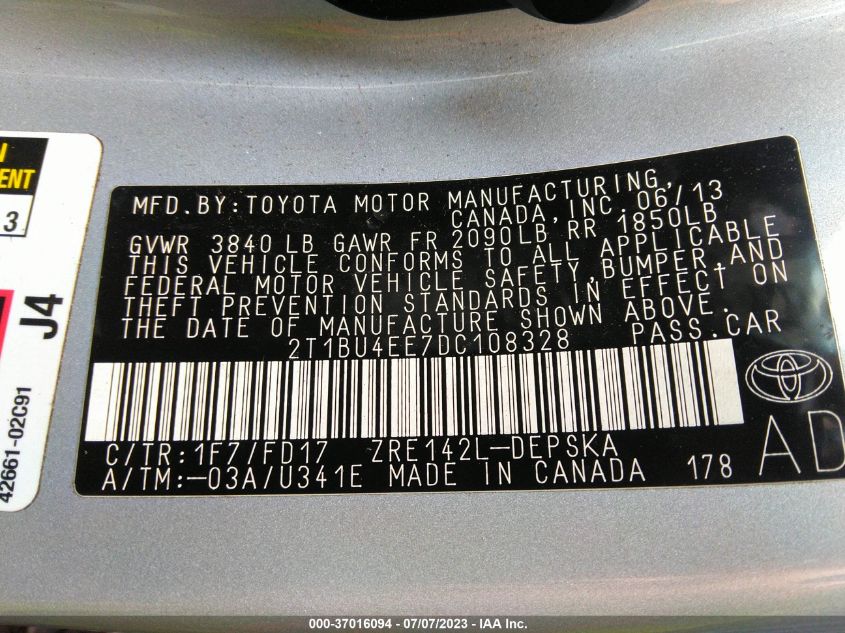 N
MENT
3
J4
42661-02C91
MFD.BY:TOYOTA MOTOR MANUFACTURING,
CANADA,INC. 06/13
GVWR 3840 LB GAWR FR 2090LB RR 1850LB
THIS VEHICLE CONFORMS TO ALL APPLICABLE
FEDERAL MOTOR VEHICLE SAFETY,BUMPER,AND
THEFT PREVENTION STANDARDS IN EFFECT ON
THE DATE OF MANUFACTURE SHOWN ABOVE.
2T1BU4EE7DC108328 PASS.CAR
C/TR:1F7/FD17 ZRE142L-DEPSKA
A/TM:-03A/U341E MADE IN CANADA 178
AD
000-37016094 - 07/07/2023 - IAA Inc.